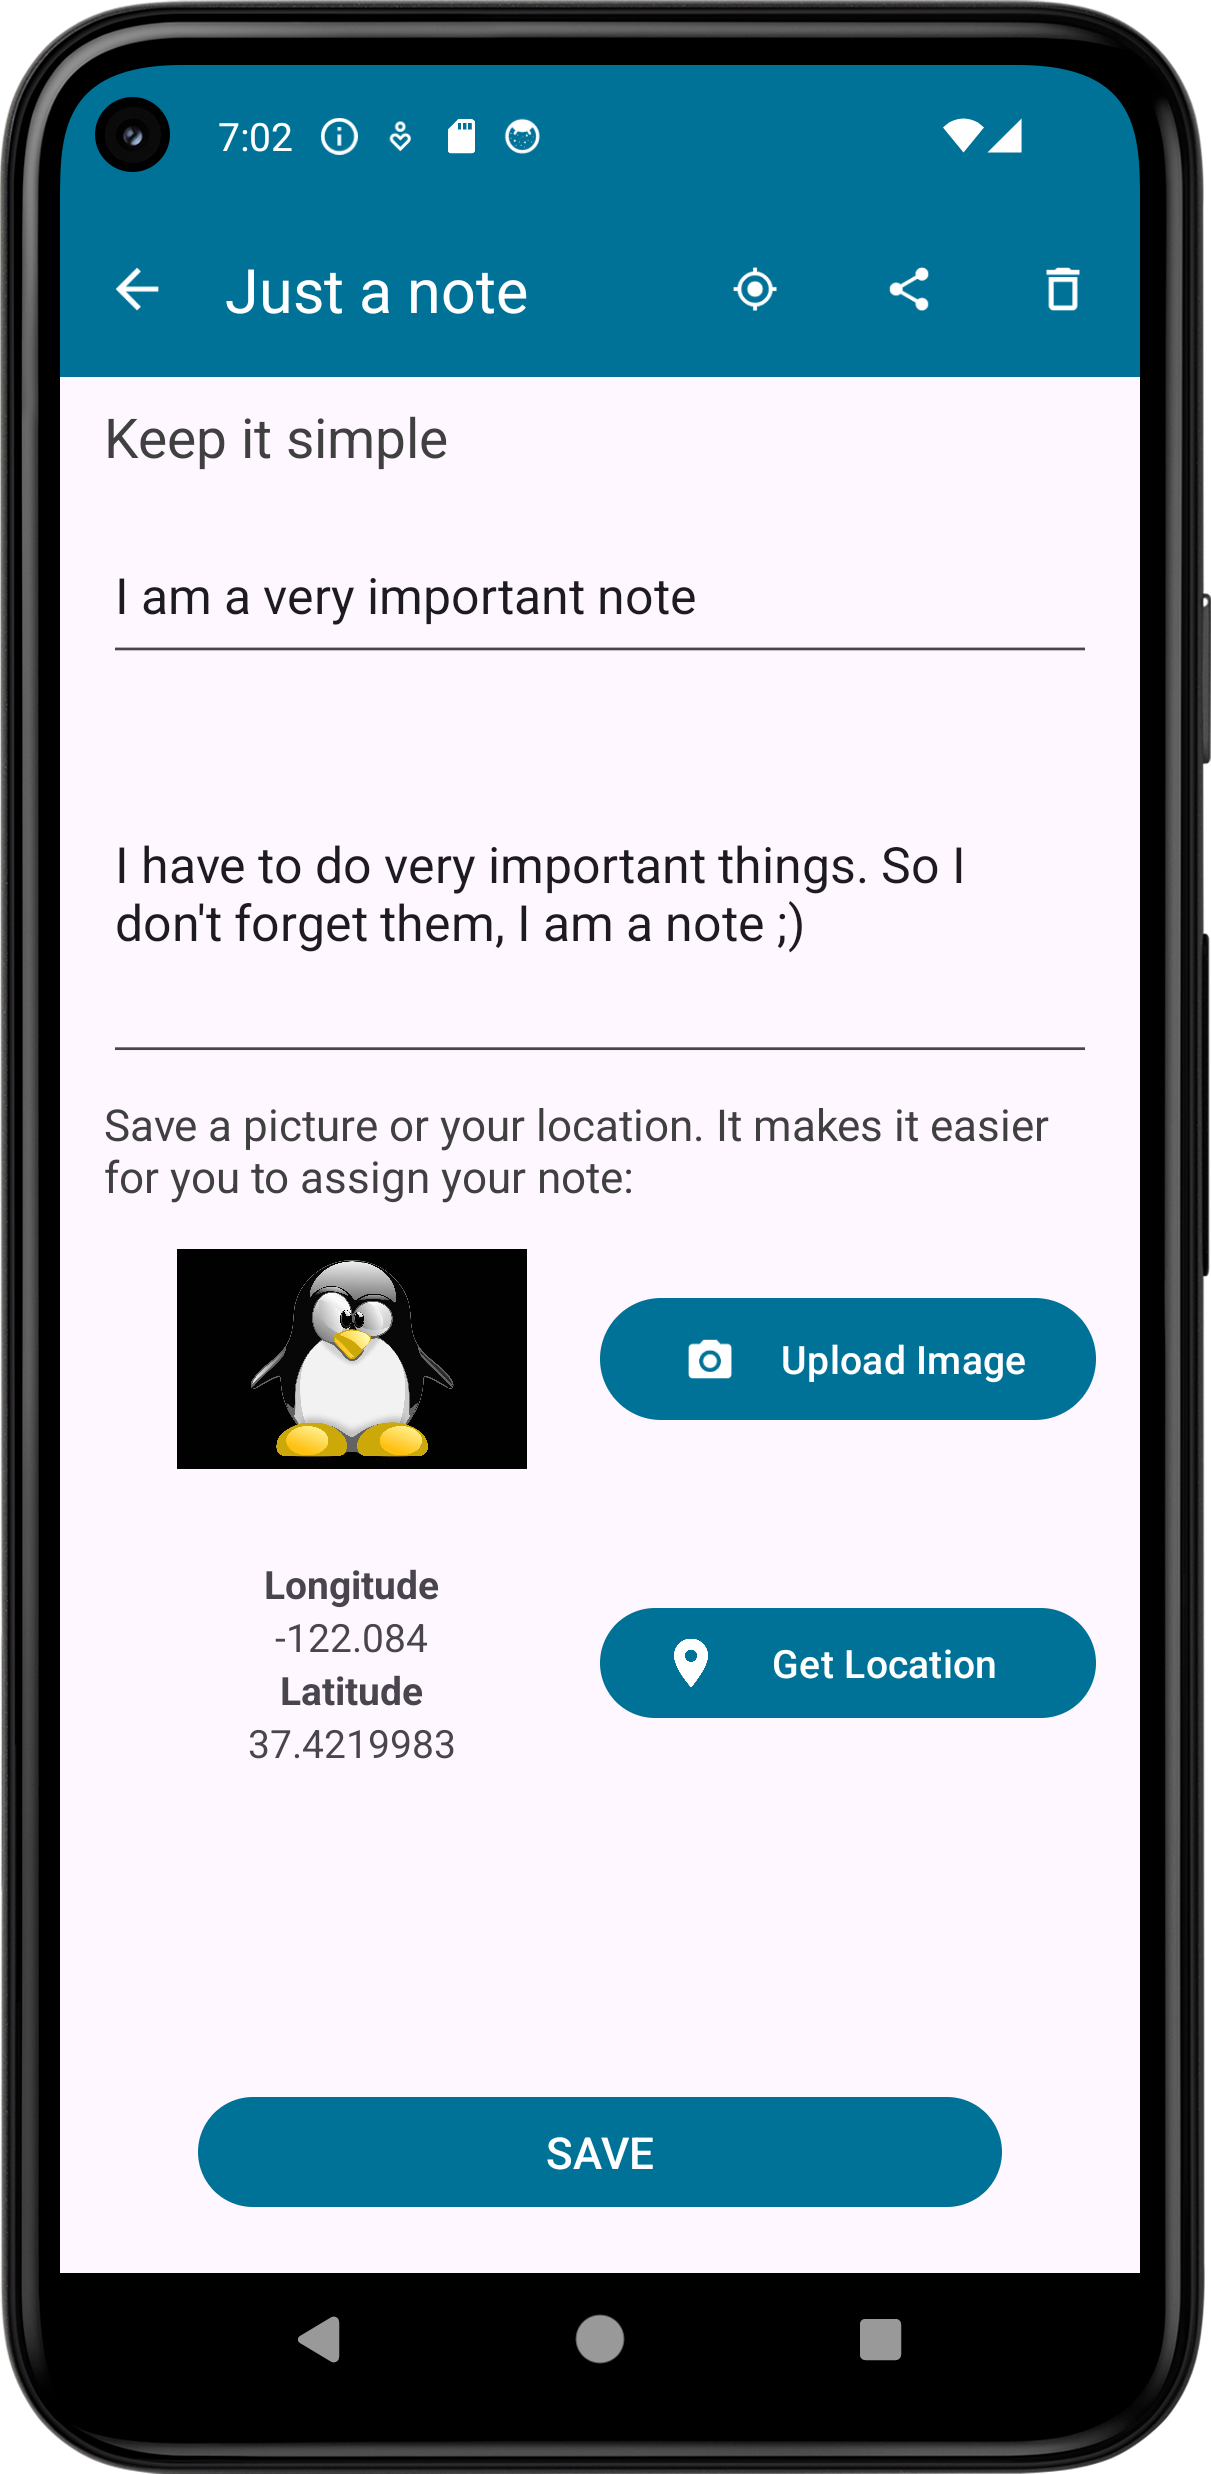 7:02
Just a note
Keep it simple
I am a very important note
I have to do very important things. So I
don't forget them, I am a note ;)
Save a picture or your location. It makes it easier
for you to assign your note:
Upload Image
Longitude
-122.084
Latitude
37.4219983
Get Location
SAVE